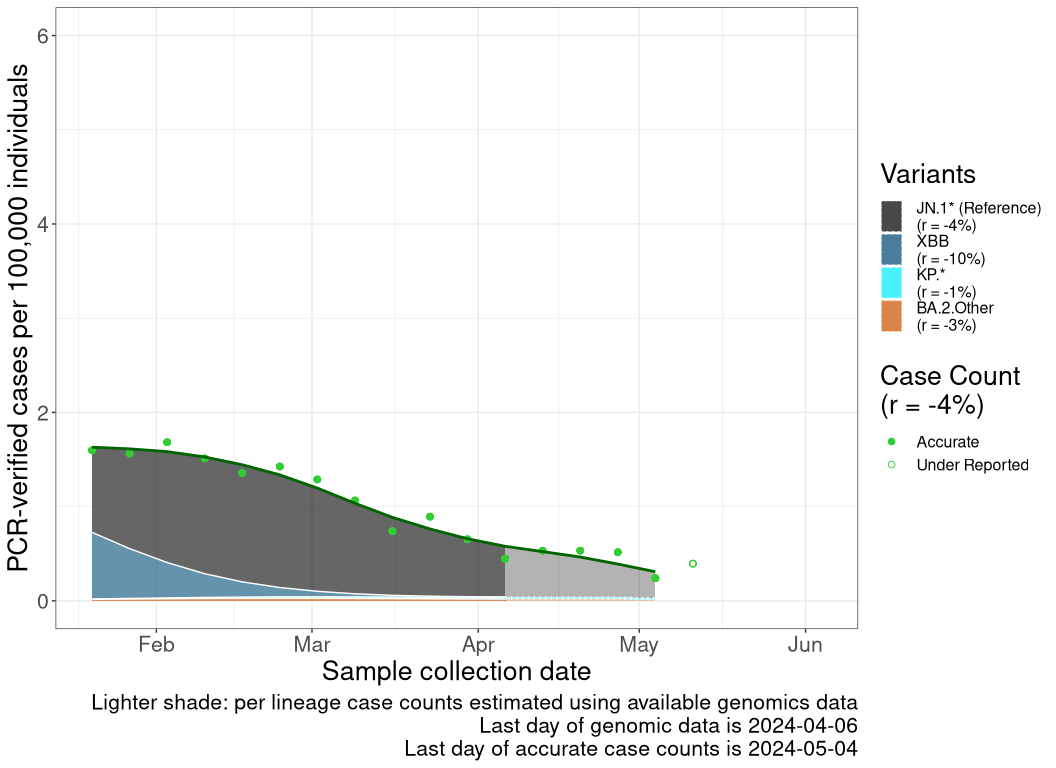 PCR-verified cases per 100,000 individuals
6
4
2
0
Feb
Mar
Apr
May
Jun
Sample collection date
Lighter shade: per lineage case counts estimated using available genomics data
Last day of genomic data is 2024-04-06
Last day of accurate case counts is 2024-05-04
Variants
JN.1* (Reference)
(r = -4%)
XBB
(r = -10%)
KP.*
(r = -1%)
BA.2.Other
(r = -3%)
Case Count
(r = -4%)
Accurate
Under Reported